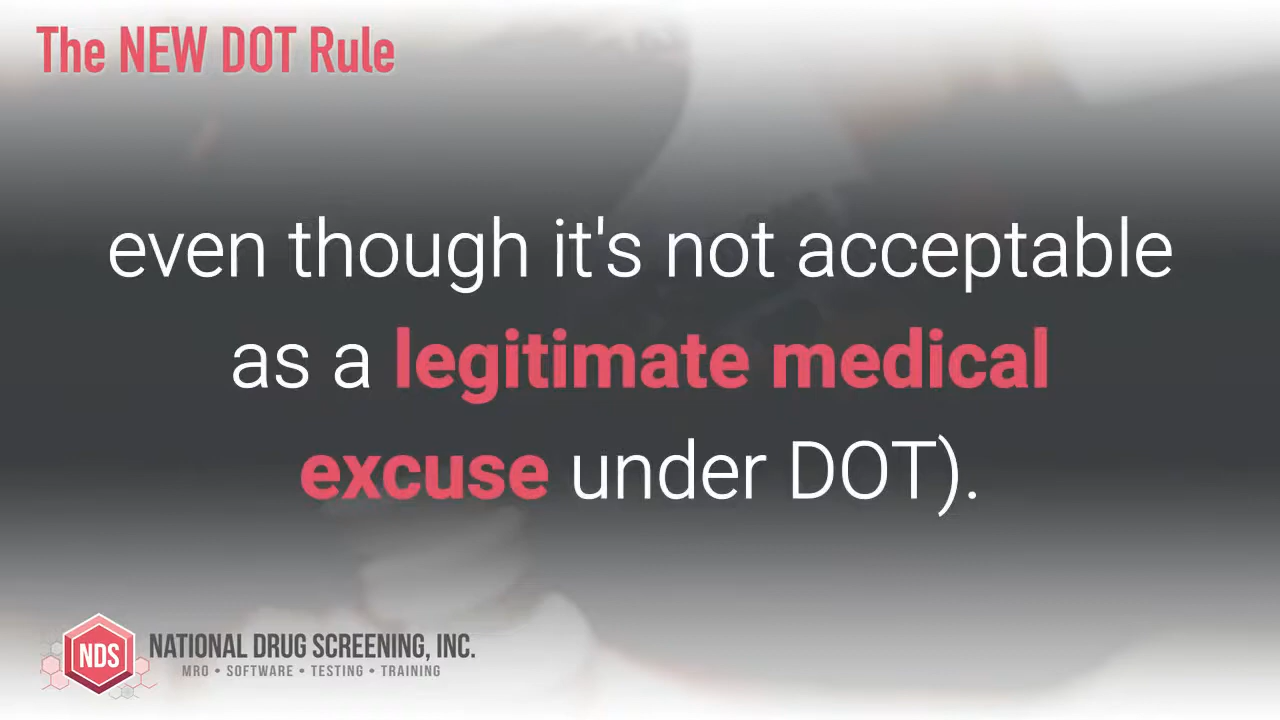 The NEW DOT Rule
even though it's not acceptable
as a legitimate medical
excuse under DOT).
NDS
NATIONAL DRUG SCREENING, INC.
MRO • SOFTWARE • TESTING • TRAINING